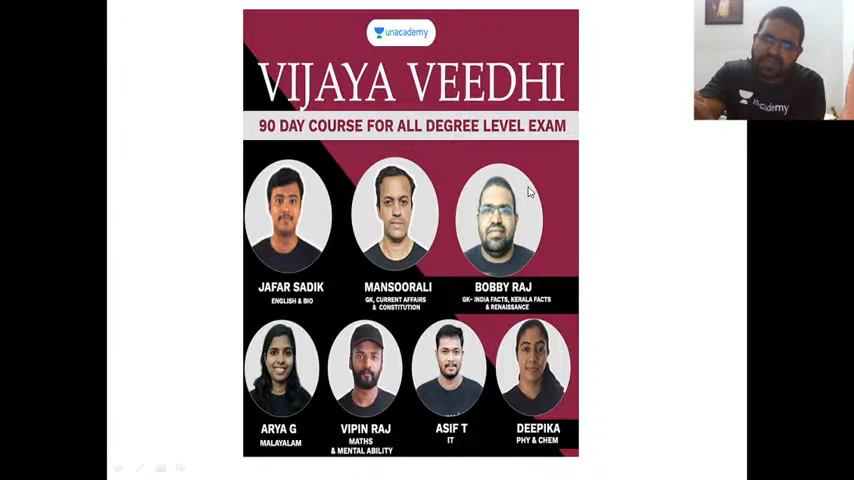 unacademy
VIJAYA VEEDHI
90 DAY COURSE FOR ALL DEGREE LEVEL EXAM
JAFAR SADIK
ENGLISH & BIO
MANSOORALI
GK, CURRENT AFFAIRS
& CONSTITUTION
BOBBY RAJ
GK- INDIA FACTS, KERALA FACTS
& RENAISSANCE
ARYA G
MALAYALAM
VIPIN RAJ
MATHS
& MENTAL ABILITY
ASIF T
IT
DEEPIKA
PHY & CHEM
unacademy